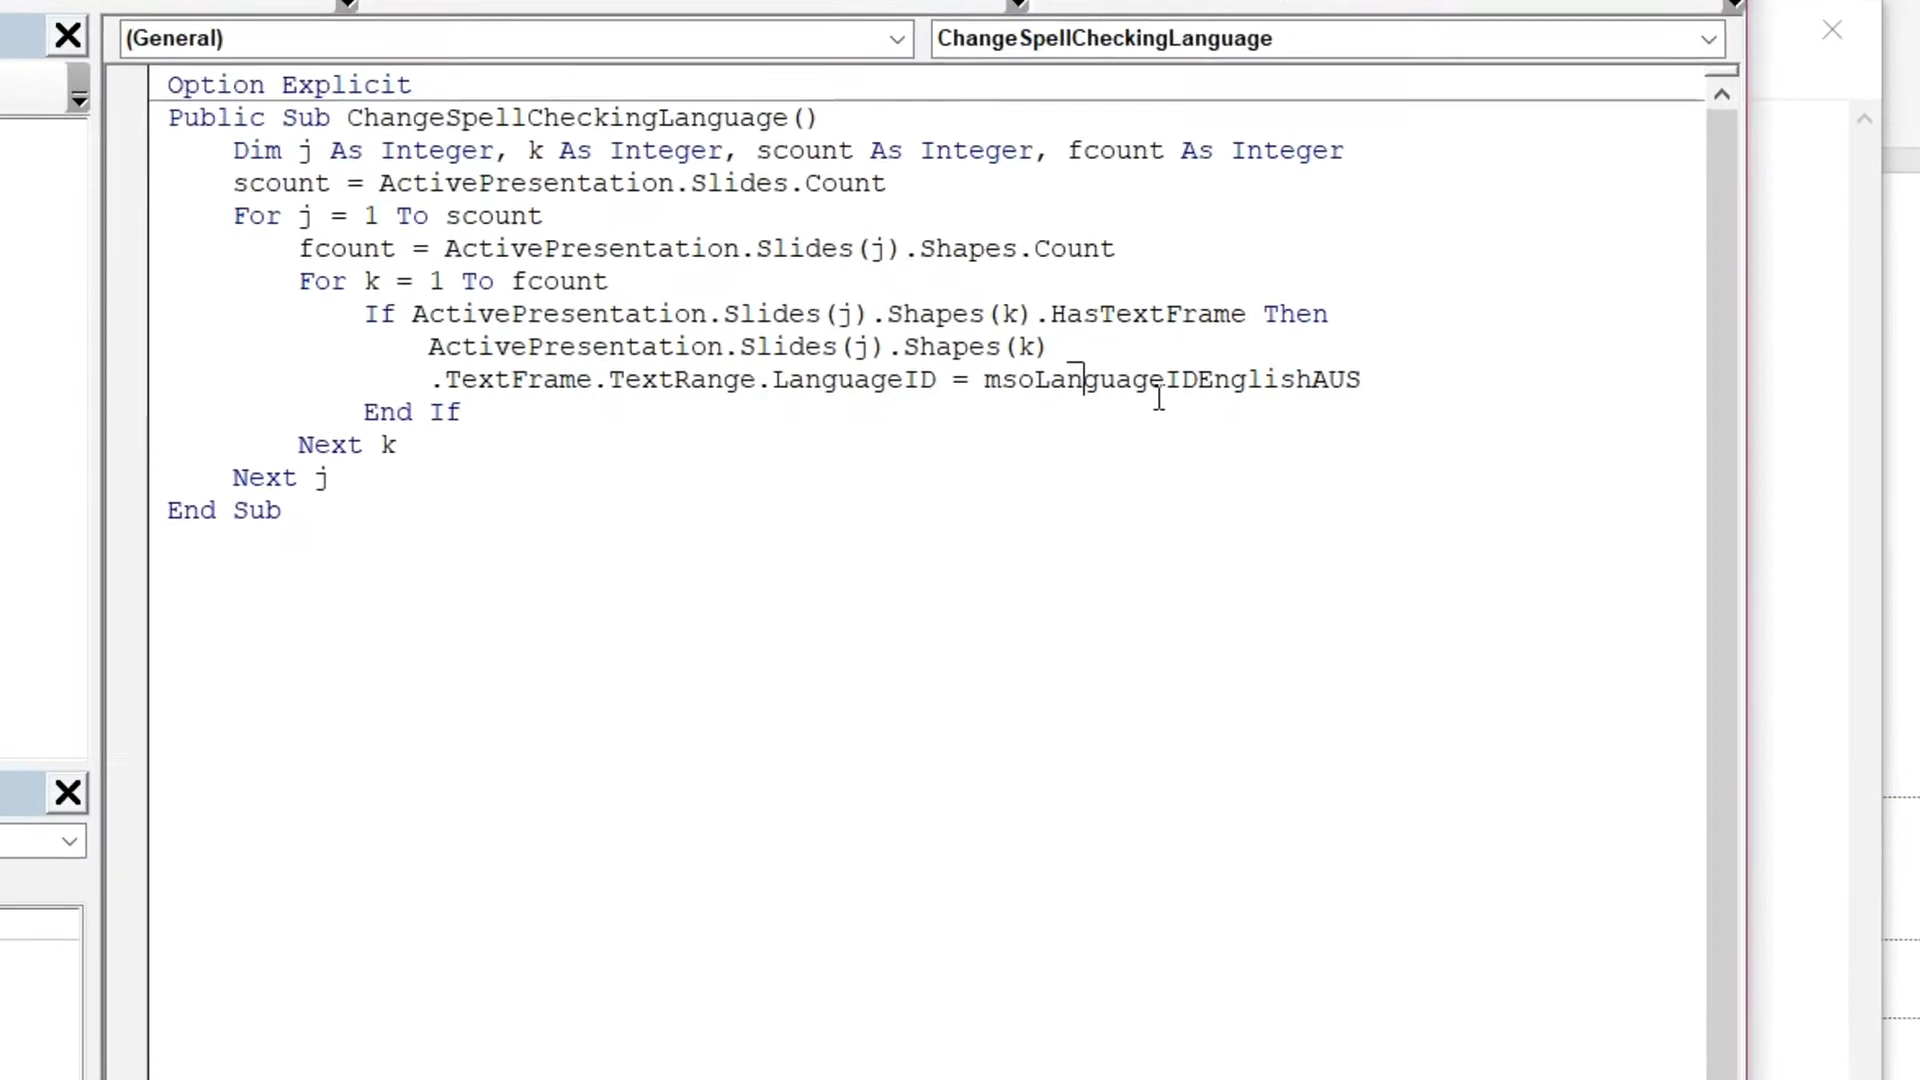 (General)
ChangeSpellCheckingLanguage
Option Explicit
Public Sub ChangeSpellCheckingLanguage()
Dim j As Integer, k As Integer, scount As Integer, fcount As Integer
scount = ActivePresentation.Slides.Count
For j = 1 To scount
fcount = ActivePresentation.Slides(j).Shapes.Count
For k = 1 To fcount
If ActivePresentation.Slides(j).Shapes(k).HasTextFrame Then
ActivePresentation.Slides(j).Shapes(k) _
.TextFrame.TextRange.LanguageID = msoLanguageIDEnglishAUS
End If
Next k
Next j
End Sub